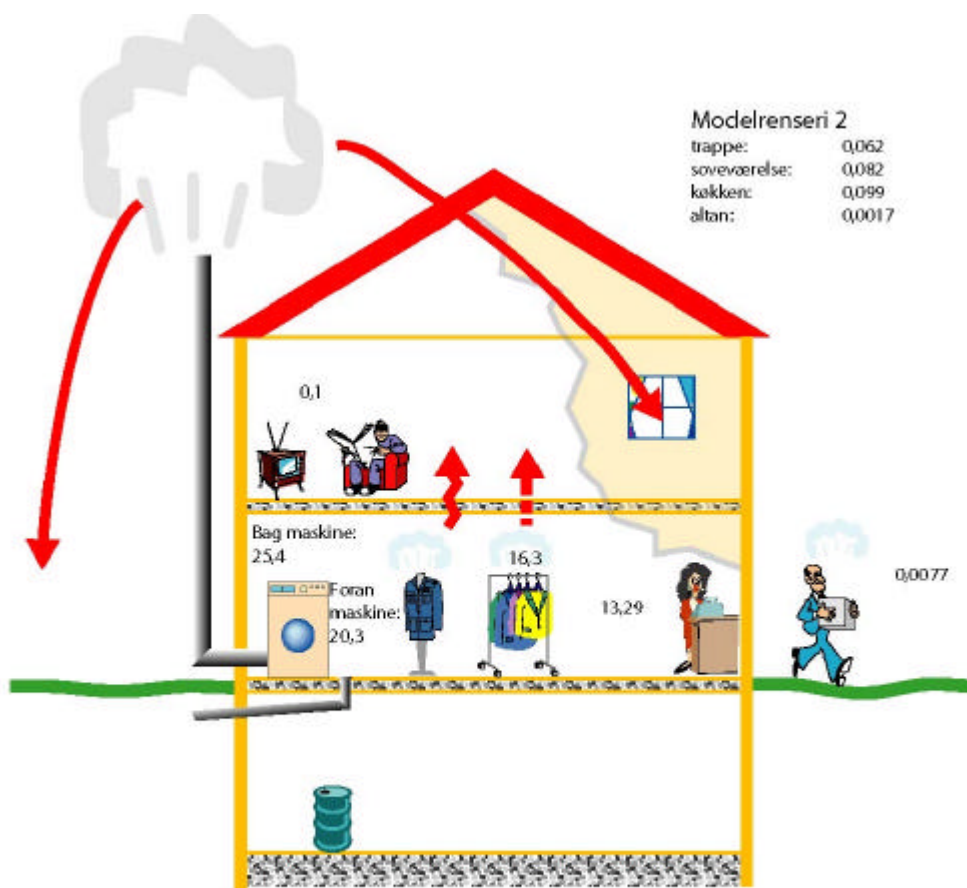 Modelrenseri 2
trappe: 0,062
soveværelse: 0,082
køkken: 0,099
altan: 0,0017
0,1
Bag maskine:
25,4
Foran
maskine:
20,3
16,3
13,29
0,0077